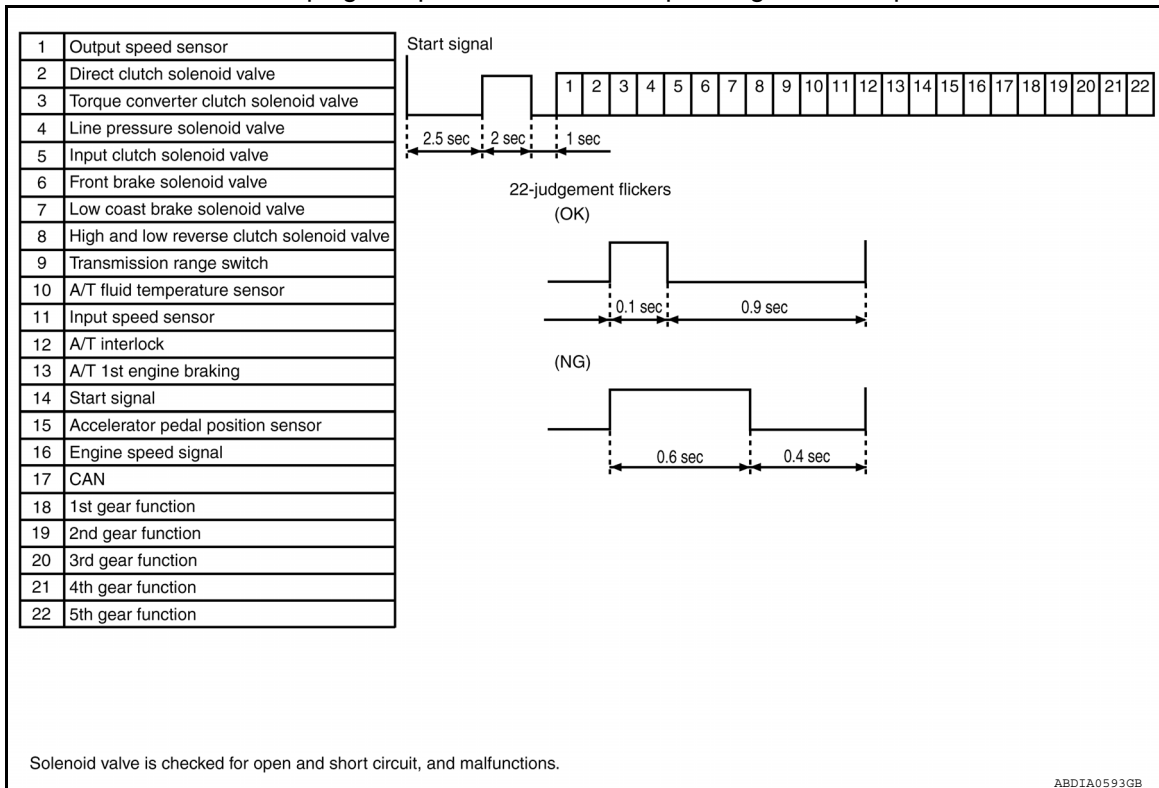 1 Output speed sensor
2 Direct clutch solenoid valve
3 Torque converter clutch solenoid valve
4 Line pressure solenoid valve
5 Input clutch solenoid valve
6 Front brake solenoid valve
7 Low coast brake solenoid valve
8 High and low reverse clutch solenoid valve
9 Transmission range switch
10 A/T fluid temperature sensor
11 Input speed sensor
12 A/T interlock
13 A/T 1st engine braking
14 Start signal
15 Accelerator pedal position sensor
16 Engine speed signal
17 CAN
18 1st gear function
19 2nd gear function
20 3rd gear function
21 4th gear function
22 5th gear function
Start signal
1 2 3 4 5 6 7 8 9 10 11 12 13 14 15 16 17 18 19 20 21 22
2.5 sec 2 sec 1 sec
22-judgement flickers
(OK)
0.1 sec 0.9 sec
(NG)
0.6 sec 0.4 sec
Solenoid valve is checked for open and short circuit, and malfunctions.
ABDIA0593GB